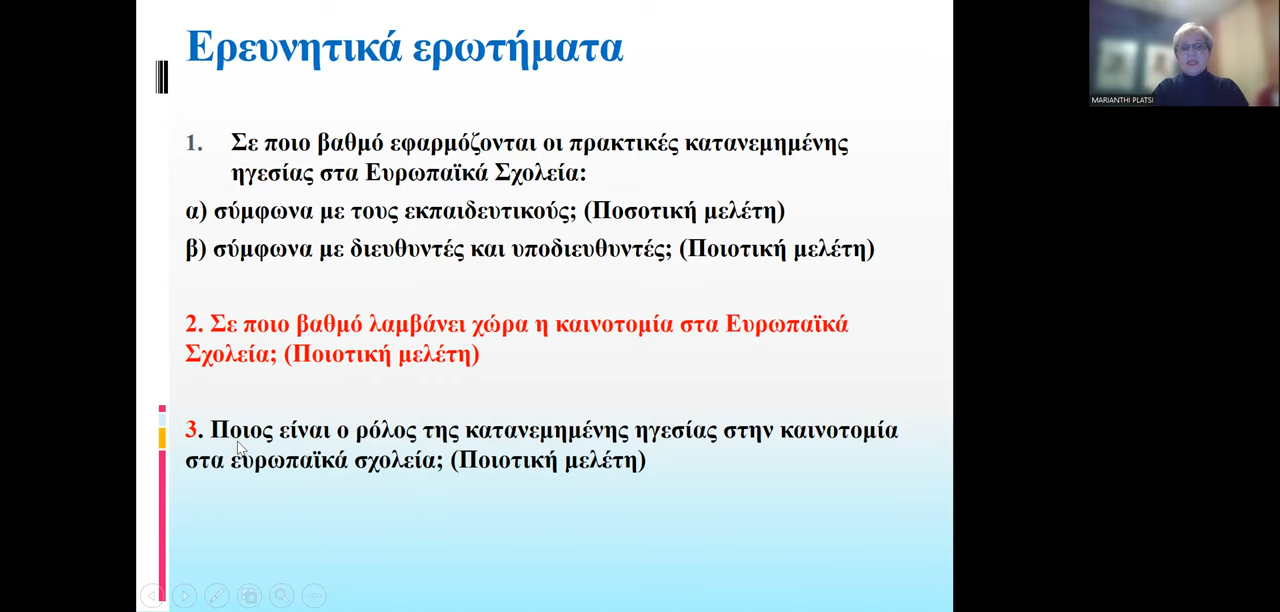 Ερευνητικά ερωτήματα
MARIANTHI PLATSI
1. Σε ποιο βαθμό εφαρμόζονται οι πρακτικές κατανεμημένης
ηγεσίας στα Ευρωπαϊκά Σχολεία:
α) σύμφωνα με τους εκπαιδευτικούς; (Ποσοτική μελέτη)
β) σύμφωνα με διευθυντές και υποδιευθυντές; (Ποιοτική μελέτη)
2. Σε ποιο βαθμό λαμβάνει χώρα η καινοτομία στα Ευρωπαϊκά
Σχολεία; (Ποιοτική μελέτη)
3. Ποιος είναι ο ρόλος της κατανεμημένης ηγεσίας στην καινοτομία
στα ευρωπαϊκά σχολεία; (Ποιοτική μελέτη)